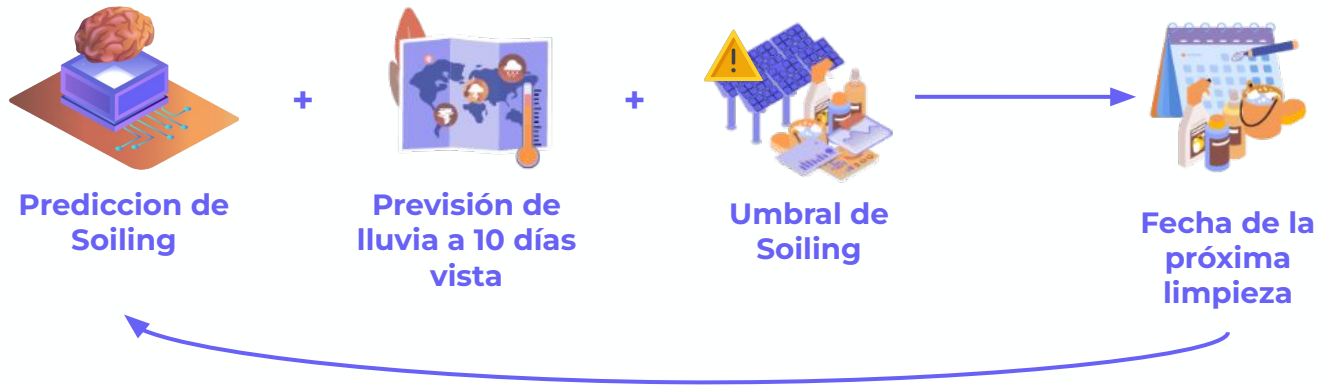 Prediccion de
Soiling
+
Previsión de
lluvia a 10 días
vista
+
Umbral de
Soiling
Fecha de la
próxima
limpieza